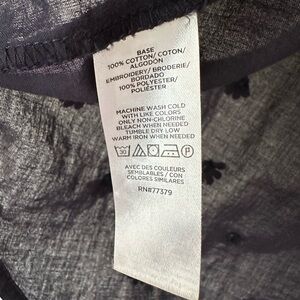 BASE
100% COTTON/ COTON/
ALGODÓN
EMBROIDERY/ BRODERIE/
BORDADO
100% POLYESTER/
POLIÉSTER
MACHINE WASH COLD
WITH LIKE COLORS
ONLY NON-CHLORINE
BLEACH WHEN NEEDED
TUMBLE DRY LOW
WARM IRON WHEN NEEDED
30
P
AVEC DES COULEURS
SEMBLABLES / CON
COLORES SIMILARES
RN#77379